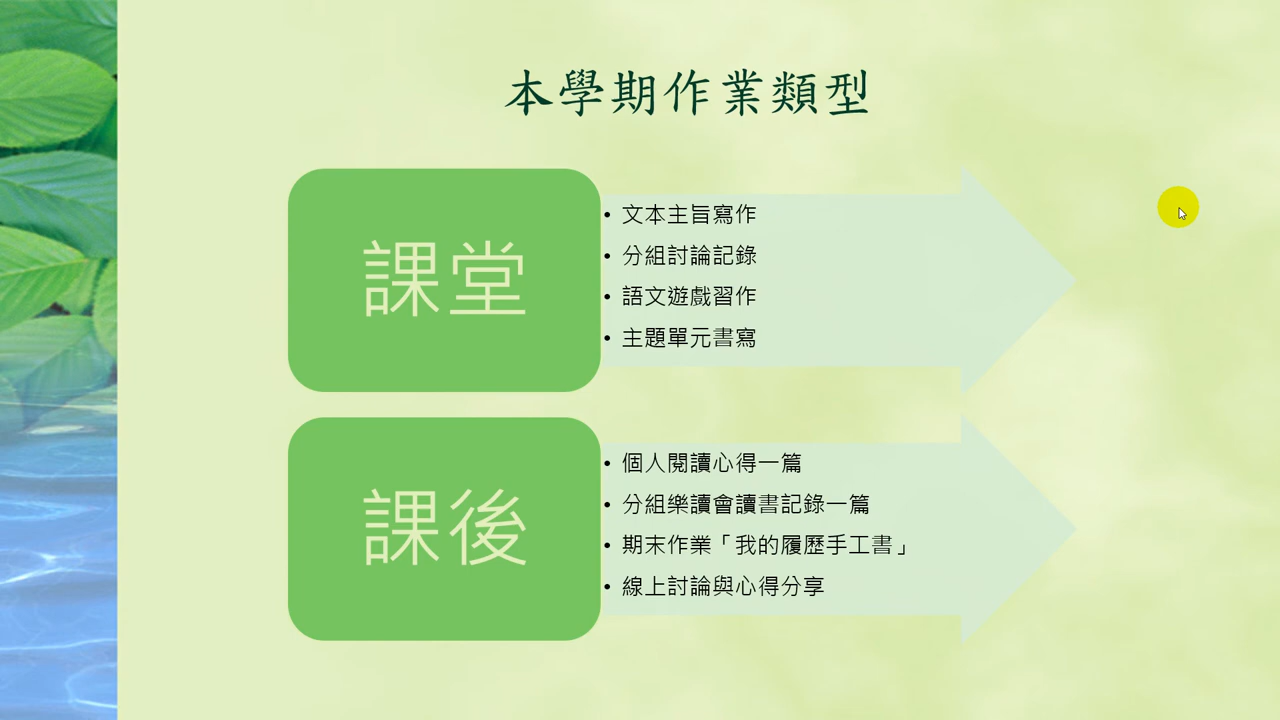 本學期作業類型
課堂
• 文本主旨寫作
• 分組討論記錄
• 語文遊戲習作
• 主題單元書寫
課後
• 個人閱讀心得一篇
• 分組樂讀會讀書記錄一篇
• 期末作業「我的履歷手工書」
• 線上討論與心得分享